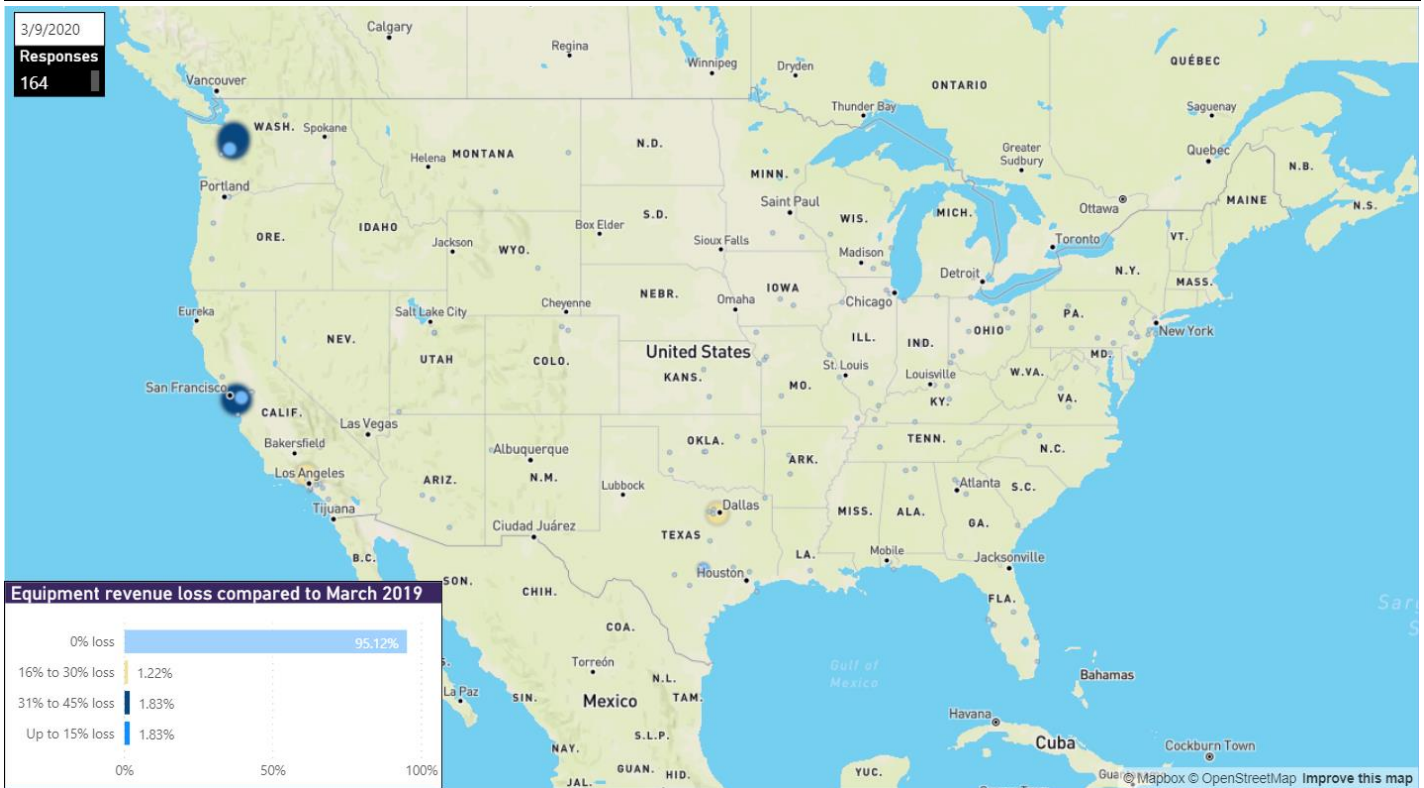 3/9/2020
Responses
164
Calgary
Regina
Winnipeg
Dryden
ONTARIO
QUÉBEC
Vancouver
Thunder Bay
Saguenay
WASH.
Spokane
Helena
MONTANA
N.D.
MINN.
Greater
Sudbury
Quebec
N.B.
Portland
S.D.
Saint Paul
WIS.
MICH.
Ottawa
MAINE
N.S.
ORE.
IDAHO
Jackson
WYO.
Box Elder
Sioux Falls
Madison
Toronto
VT.
Detroit
N.Y.
MASS.
Eureka
Salt Lake City
Cheyenne
NEBR.
Omaha
IOWA
Chicago
PA.
NEV.
UTAH
COLO.
United States
KANS.
ILL.
IND.
OHIO
New York
MD.
San Francisco
CALIF.
MO.
St. Louis
Louisville
KY.
W.VA.
VA.
Las Vegas
Bakersfield
Albuquerque
OKLA.
TENN.
N.C.
Los Angeles
ARIZ.
N.M.
Lubbock
ARK.
Atlanta
S.C.
Tijuana
Ciudad Juárez
Dallas
TEXAS
MISS.
ALA.
GA.
B.C.
LA.
Mobile
Jacksonville
Houston
SON.
CHIH.
FLA.
COA.
Torreón
N.L.
Gulf of
Mexico
Bahamas
La Paz
SIN.
Mexico
TAM.
Havana
Cuba
Cockburn Town
NAY.
S.L.P.
JAL.
GUAN.
HID.
YUC.
Equipment revenue loss compared to March 2019
0% loss
95.12%
16% to 30% loss
1.22%
31% to 45% loss
1.83%
Up to 15% loss
1.83%
0%
50%
100%
© Mapbox © OpenStreetMap Improve this map